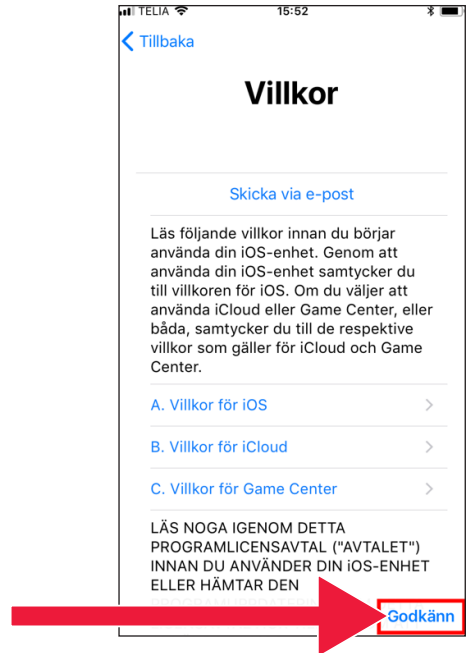 TELIA 15:52
Tillbaka
Villkor
Skicka via e-post
Läs följande villkor innan du börjar
använda din iOS-enhet. Genom att
använda din iOS-enhet samtycker du
till villkoren för iOS. Om du väljer att
använda iCloud eller Game Center, eller
båda, samtycker du till de respektive
villkor som gäller för iCloud och Game
Center.
A. Villkor för iOS
B. Villkor för iCloud
C. Villkor för Game Center
LÄS NOGA IGENOM DETTA
PROGRAMLICENSAVTAL ("AVTALET")
INNAN DU ANVÄNDER DIN iOS-ENHET
ELLER HÄMTAR DEN
Godkänn